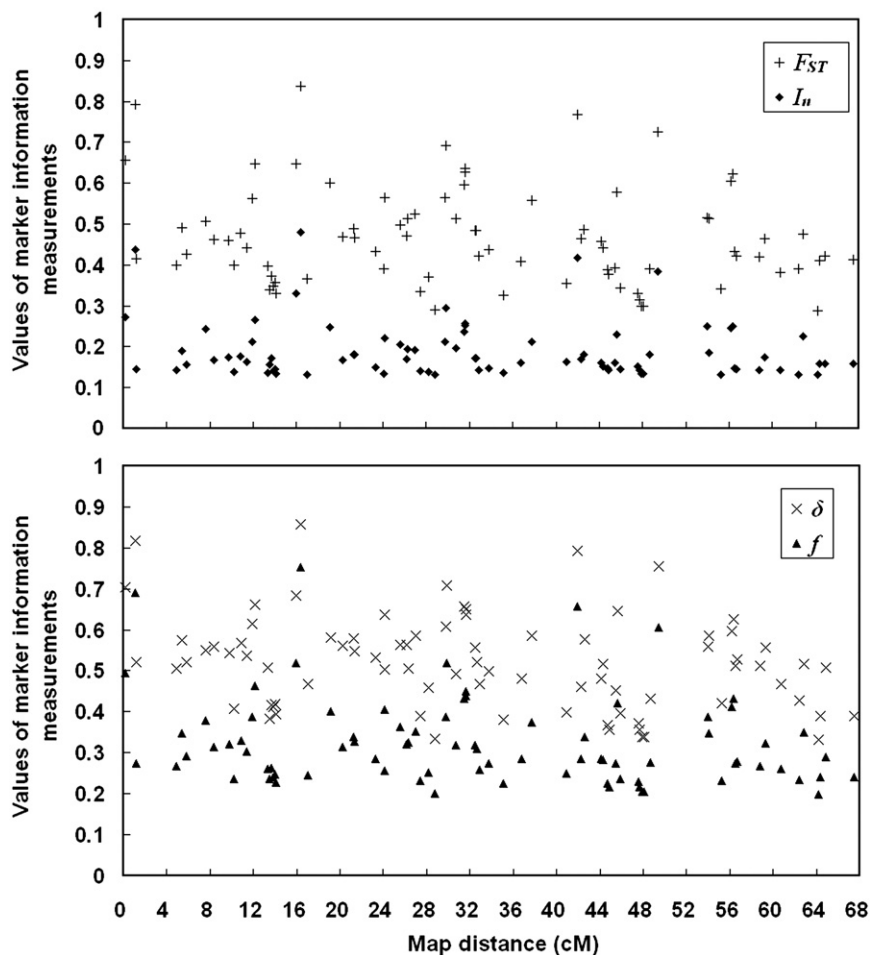 1
0.9
0.8
0.7
0.6
0.5
0.4
0.3
0.2
0.1
0
Values of marker information
measurements
F_ST
I_n
1
0.9
0.8
0.7
0.6
0.5
0.4
0.3
0.2
0.1
0
Values of marker information
measurements
δ
f
0 4 8 12 16 20 24 28 32 36 40 44 48 52 56 60 64 68
Map distance (cM)